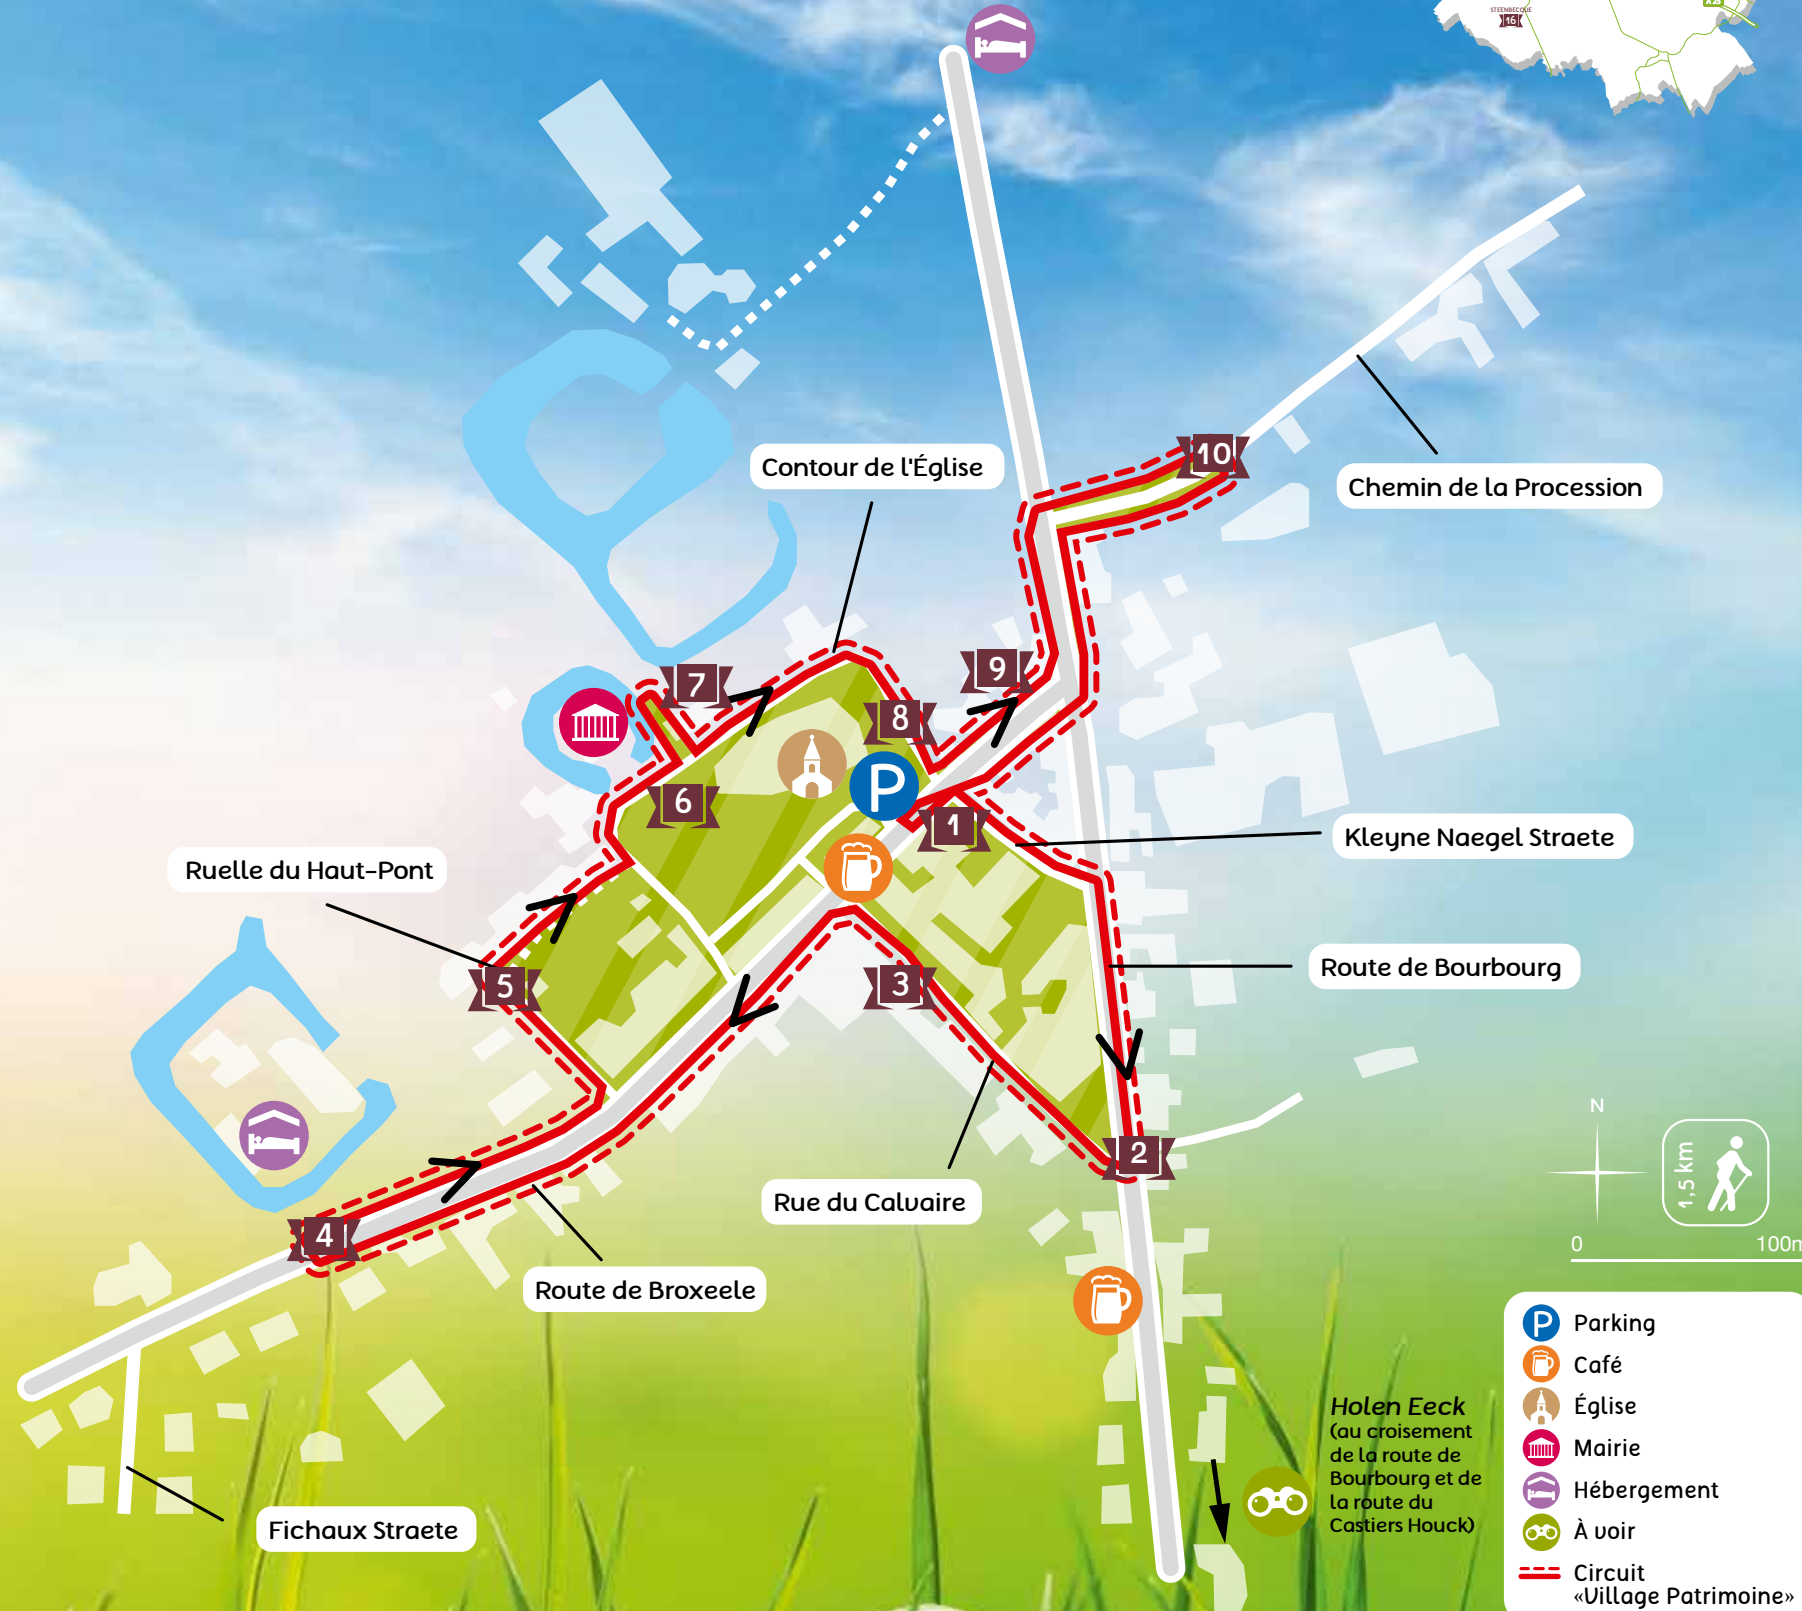 STEENBECQUE
16
A25
10
Contour de l'Église
Chemin de la Procession
7
9
8
P
6
1
Kleyne Naegel Straete
Ruelle du Haut-Pont
Route de Bourbourg
5
3
N
2
1,5 km
Rue du Calvaire
4
0
100m
Route de Broxeele
P Parking
Café
Holen Eeck
(au croisement
de la route de
Bourbourg et de
la route du
Castiers Houck)
Église
Mairie
Hébergement
À voir
Circuit
«Village Patrimoine»
Fichaux Straete